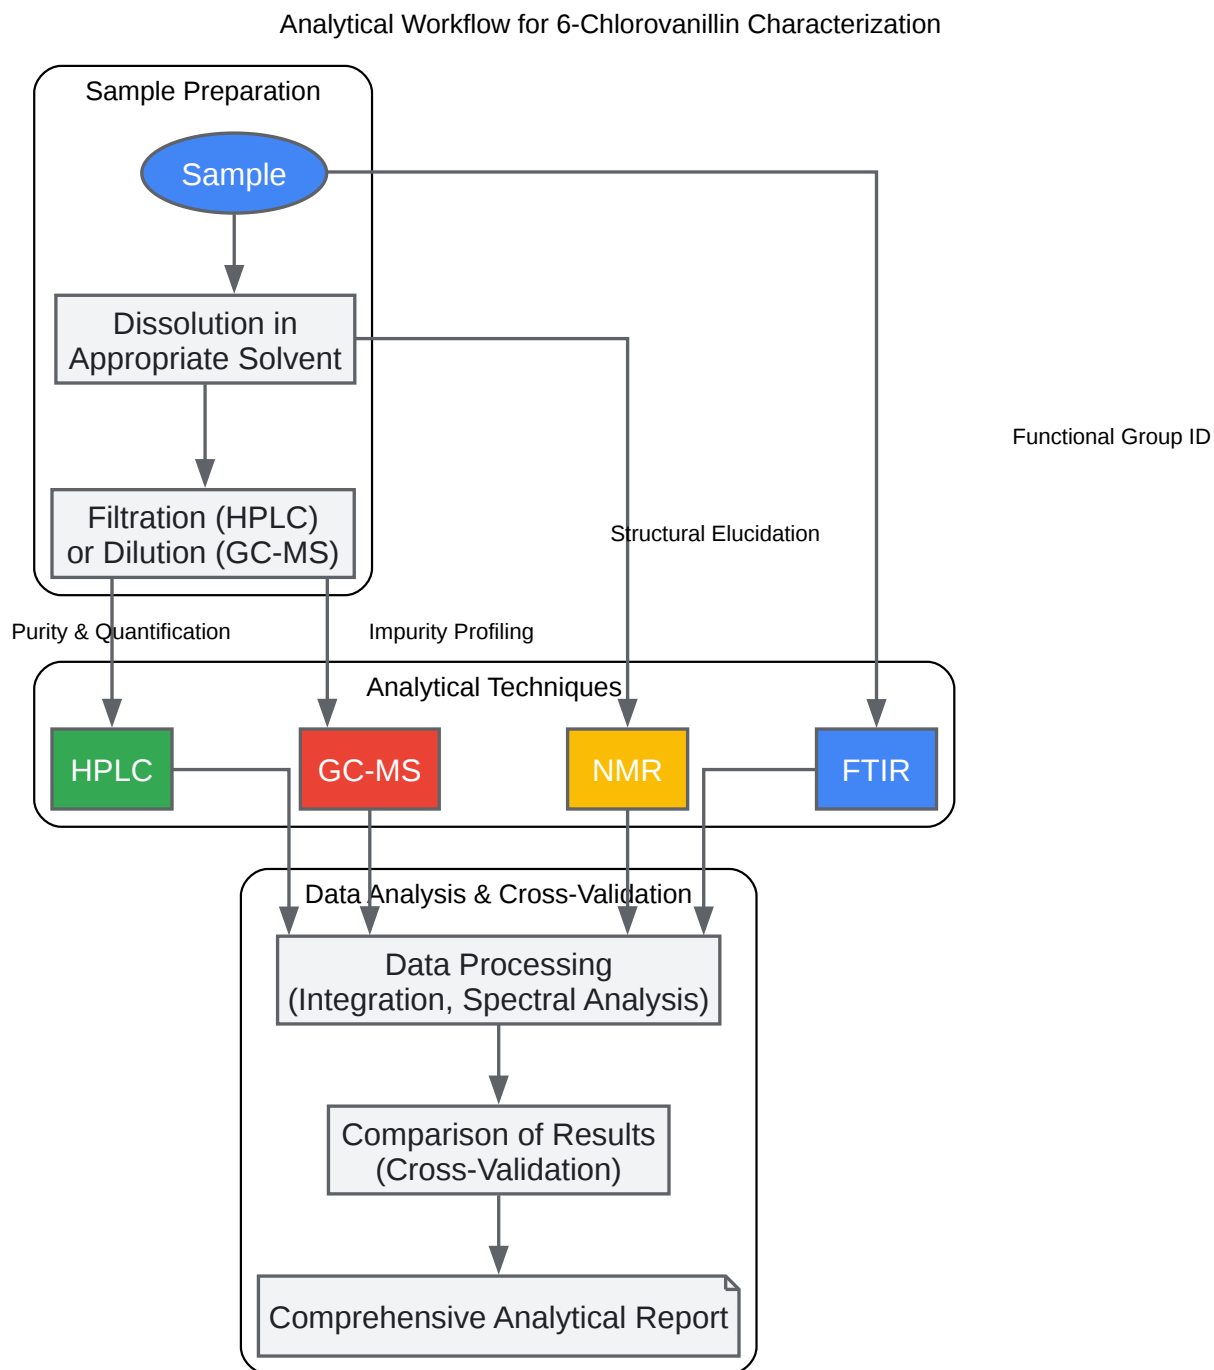 Analytical Workflow for 6-Chlorovanillin Characterization
Sample Preparation
Sample
Dissolution in
Appropriate Solvent
Functional Group ID
Filtration (HPLC)
or Dilution (GC-MS)
Structural Elucidation
Purity & Quantification
Impurity Profiling
Analytical Techniques
HPLC
GC-MS
NMR
FTIR
Data Analysis & Cross-Validation
Data Processing
(Integration, Spectral Analysis)
Comparison of Results
(Cross-Validation)
Comprehensive Analytical Report